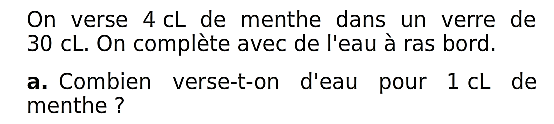 On verse 4 cL de menthe dans un verre de
30 cL. On complète avec de l'eau à ras bord.
a. Combien verse-t-on d'eau pour 1 cL de
menthe ?